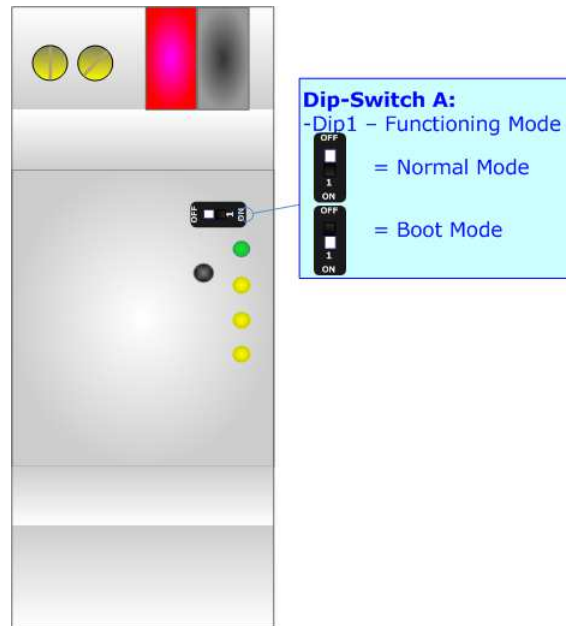 OFF 1 ON
Dip-Switch A:
-Dip1 – Functioning Mode
OFF
= Normal Mode
1
ON
OFF
= Boot Mode
1
ON